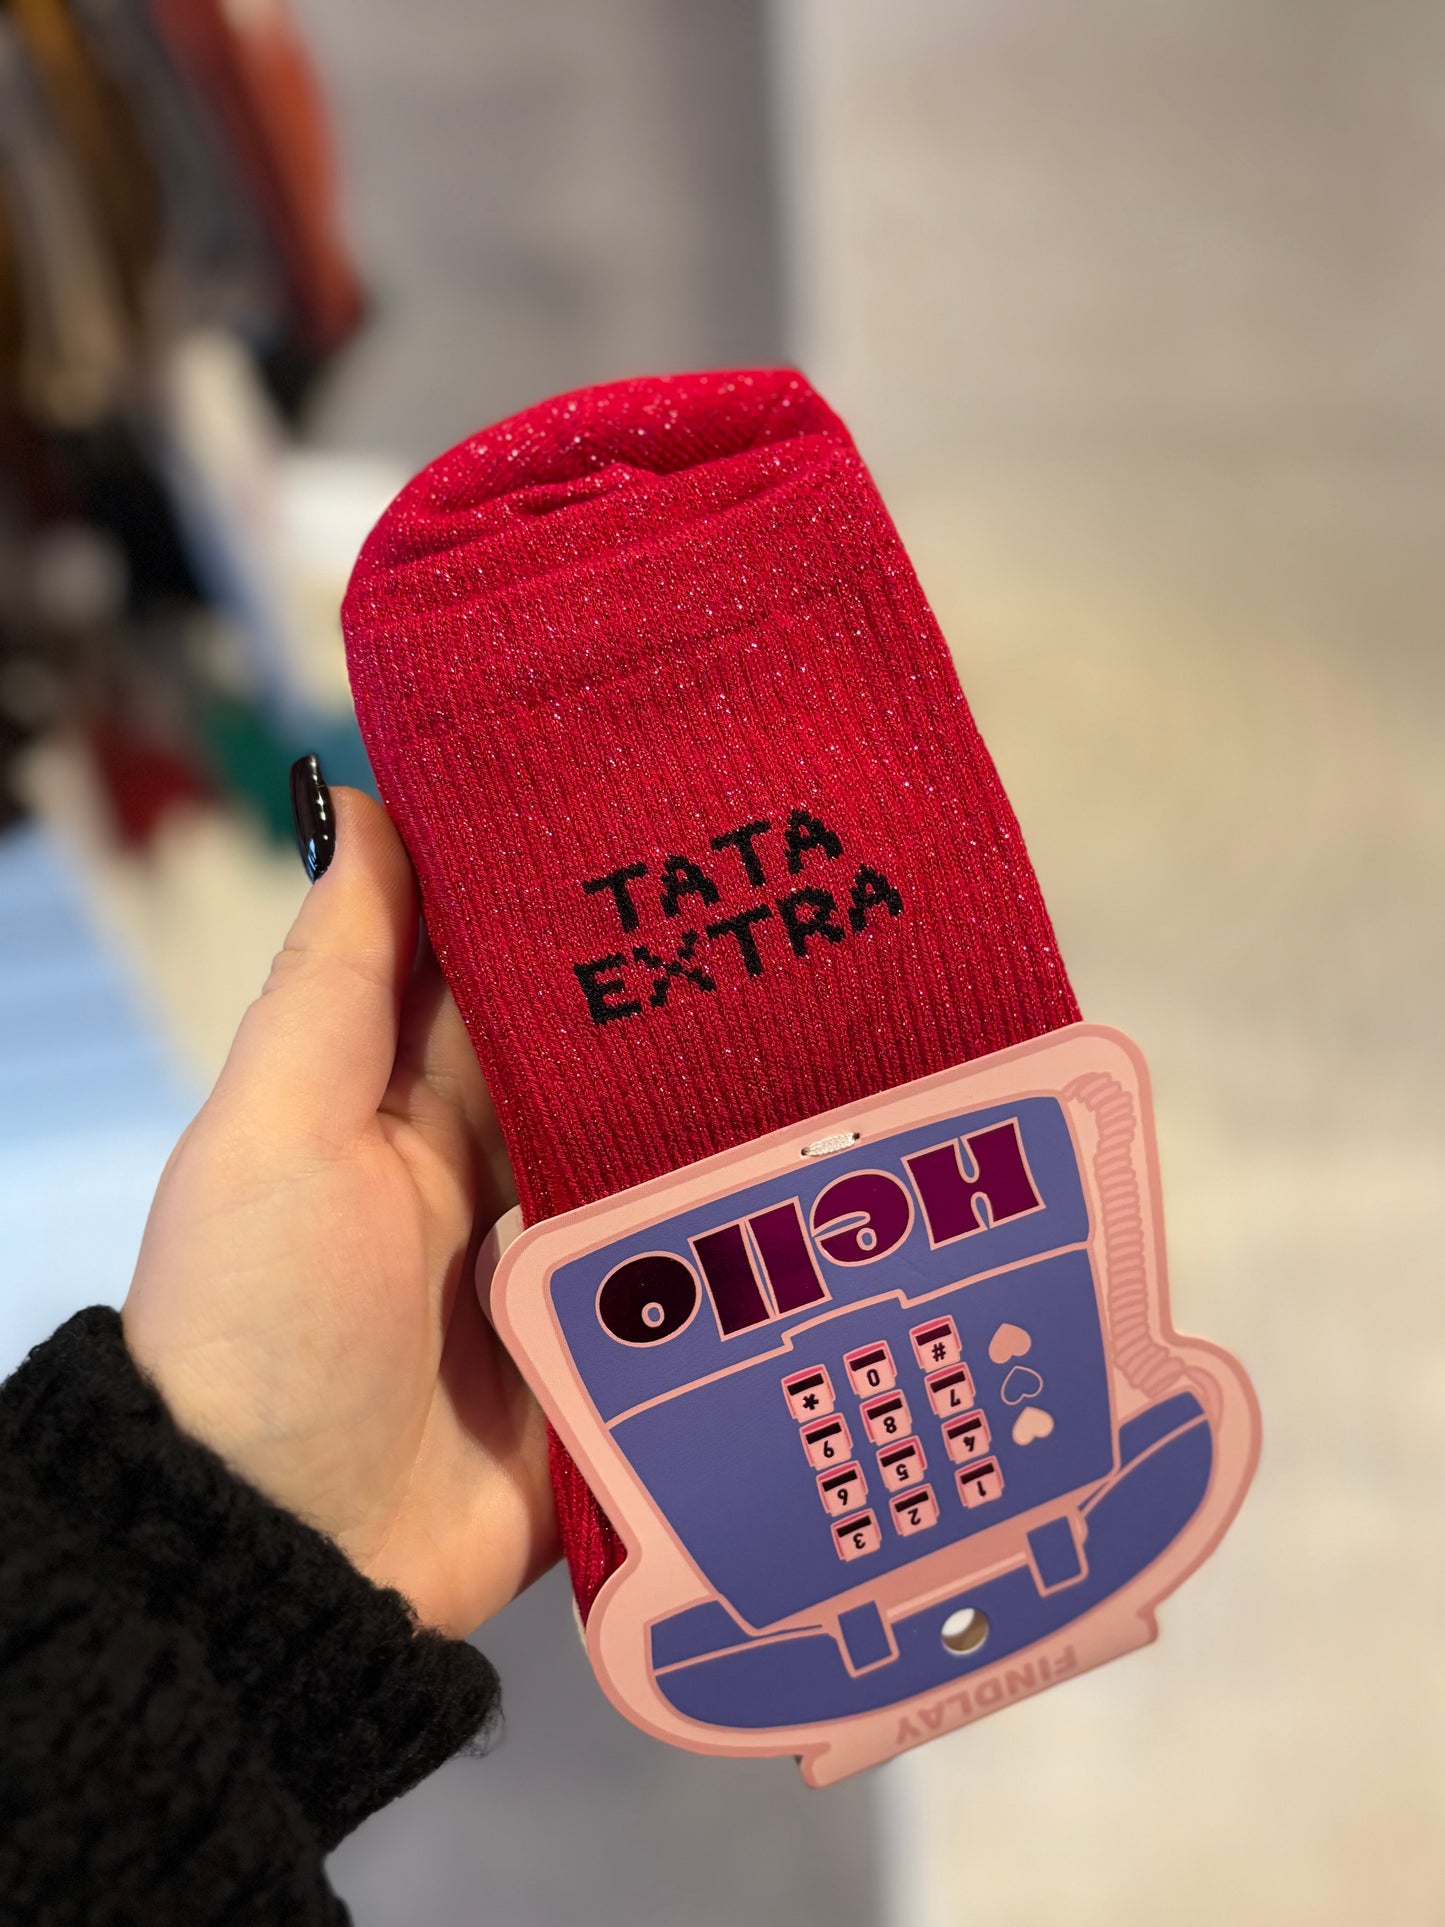 TATA
EXTRA
Hello
* 0 #
9 8 7
6 5 4
3 2 1
FINDLAY